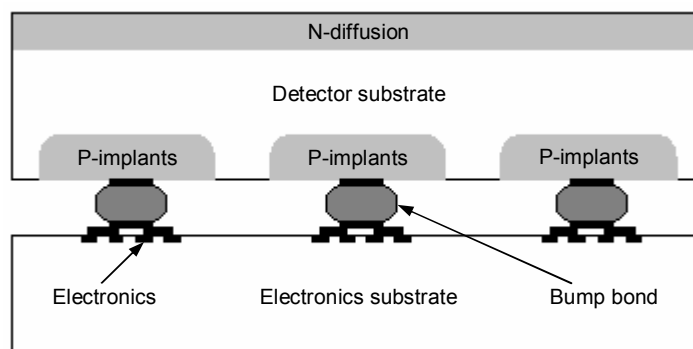 N-diffusion
Detector substrate
P-implants
P-implants
P-implants
Electronics
Electronics substrate
Bump bond